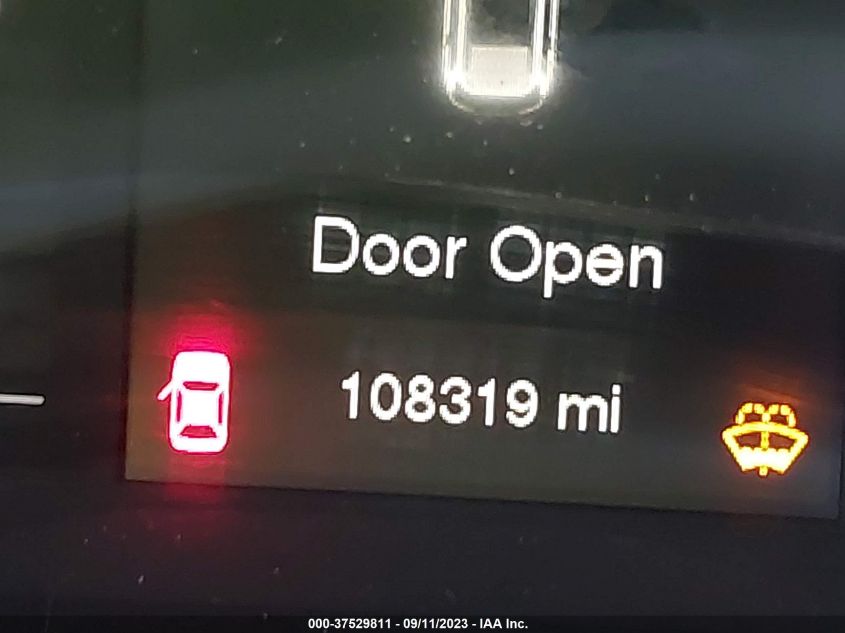 Door Open
108319 mi
000-37529811 - 09/11/2023 - IAA Inc.